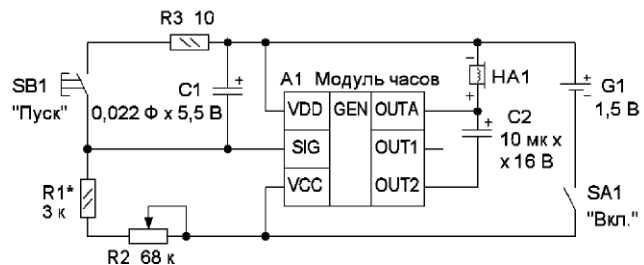 R3 10
SB1
"Пуск"
C1
0,022 Ф x 5,5 В
A1 Модуль часов
VDD
GEN
OUTA
SIG
OUT1
VCC
OUT2
HA1
C2
10 мк x
x 16 В
G1
1,5 В
SA1
"Вкл."
R1*
3 к
R2 68 к
+
+
+
+
−
−